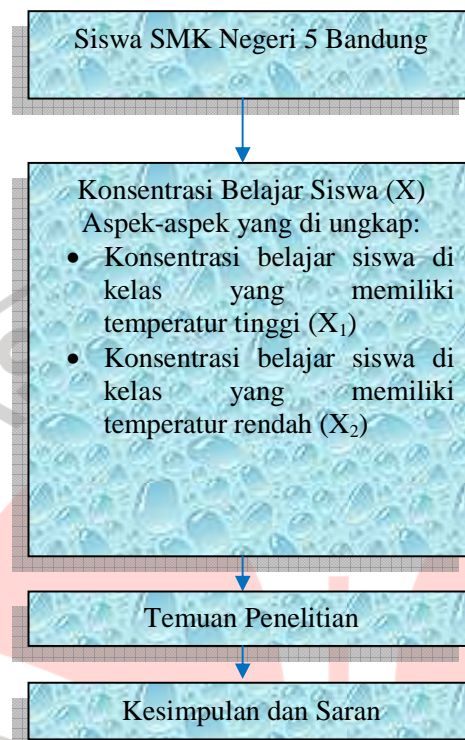 Siswa SMK Negeri 5 Bandung
Konsentrasi Belajar Siswa (X)
Aspek-aspek yang di ungkap:
• Konsentrasi belajar siswa di
kelas yang memiliki
temperatur tinggi (X₁)
• Konsentrasi belajar siswa di
kelas yang memiliki
temperatur rendah (X₂)
Temuan Penelitian
Kesimpulan dan Saran